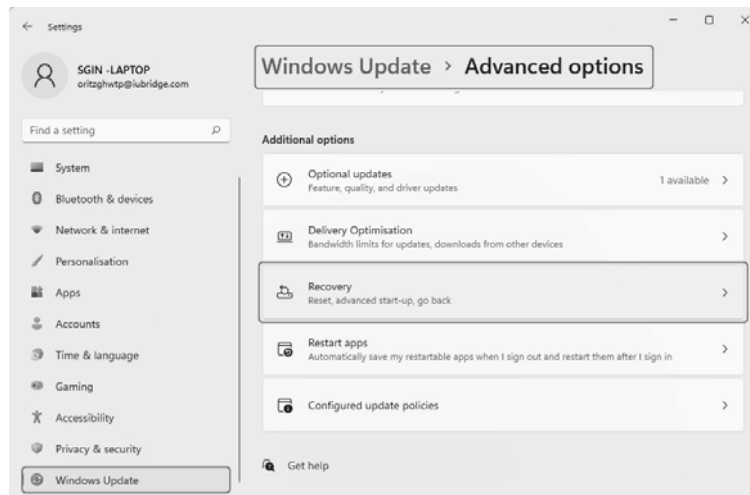 Settings
SGIN -LAPTOP
oritzghwtp@iubridge.com
Find a setting
System
Bluetooth & devices
Network & internet
Personalisation
Apps
Accounts
Time & language
Gaming
Accessibility
Privacy & security
Windows Update
Windows Update > Advanced options
Additional options
Optional updates
Feature, quality, and driver updates
1 available
Delivery Optimisation
Bandwidth limits for updates, downloads from other devices
Recovery
Reset, advanced start-up, go back
Restart apps
Automatically save my restartable apps when I sign out and restart them after I sign in
Configured update policies
Get help